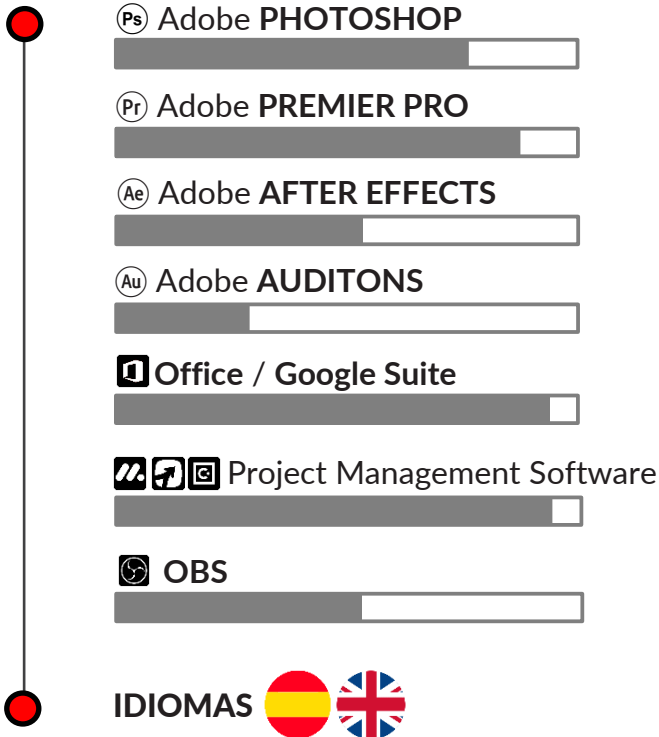 Ps Adobe PHOTOSHOP
Pr Adobe PREMIER PRO
Ae Adobe AFTER EFFECTS
Au Adobe AUDITONS
Office / Google Suite
Project Management Software
OBS
IDIOMAS